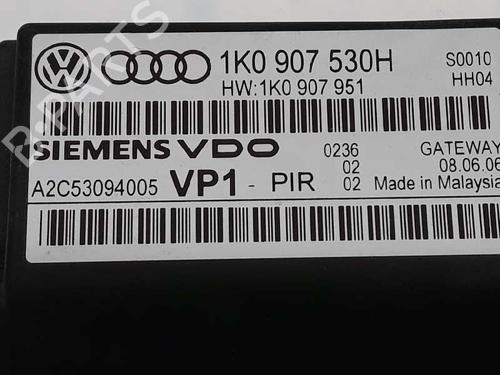 1K0 907 530H S0010
HW:1K0 907 951 HH04
SIEMENS VDO 0236 GATEWAY
02 08.06.06
A2C53094005 VP1 - PIR 02 Made in Malaysia